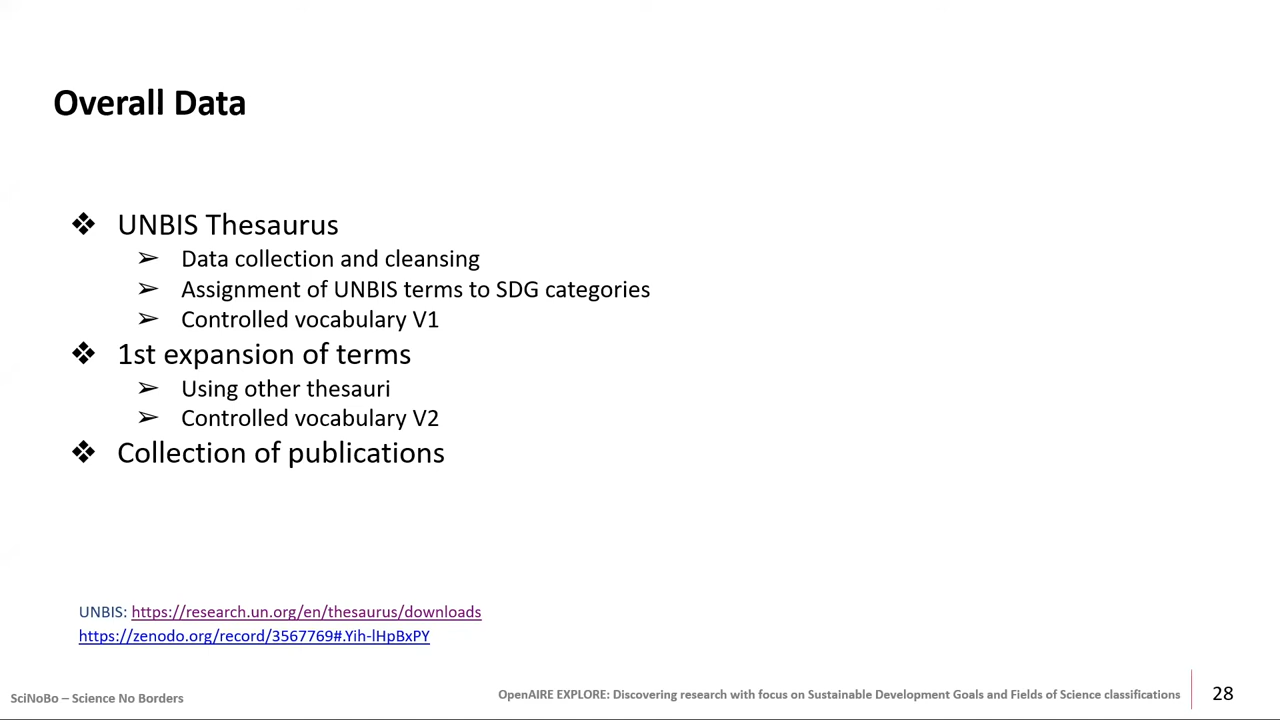 Overall Data
❖ UNBIS Thesaurus
➢ Data collection and cleansing
➢ Assignment of UNBIS terms to SDG categories
➢ Controlled vocabulary V1
❖ 1st expansion of terms
➢ Using other thesauri
➢ Controlled vocabulary V2
❖ Collection of publications
UNBIS: https://research.un.org/en/thesaurus/downloads
https://zenodo.org/record/3567769#.Yih-lHpBxPY
SciNoBo – Science No Borders
OpenAIRE EXPLORE: Discovering research with focus on Sustainable Development Goals and Fields of Science classifications
28